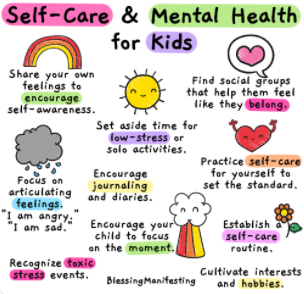 Self-Care & Mental Health
for Kids
Share your own
feelings to
encourage
self-awareness.
Find social groups
that help them feel
like they belong.
Set aside time for
low-stress or
solo activities.
Practice self-care
for yourself to
set the standard.
Focus on
articulating
feelings.
"I am angry."
"I am sad."
Encourage
journaling
and diaries.
Encourage your
child to focus
on the moment.
Establish a
self-care
routine.
Recognize toxic
stress events.
BlessingManifesting
Cultivate interests
and hobbies.